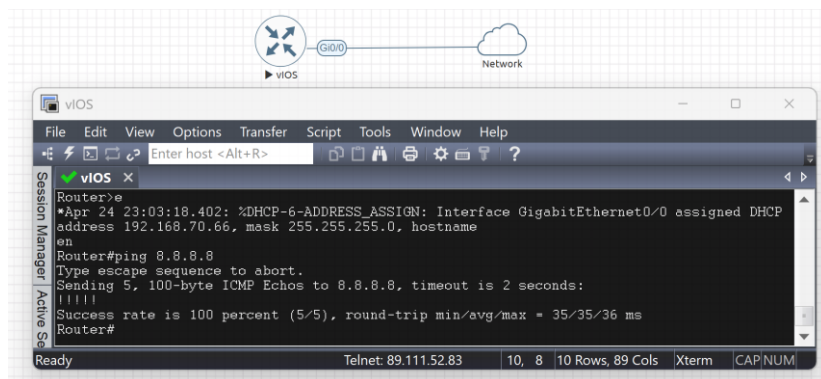 Gi0/0
vIOS
Network
vIOS
File Edit View Options Transfer Script Tools Window Help
Enter host <Alt+R>
?
vIOS
Session Manager
Active Se
Router>e
*Apr 24 23:03:18.402: %DHCP-6-ADDRESS_ASSIGN: Interface GigabitEthernet0/0 assigned DHCP
address 192.168.70.66, mask 255.255.255.0, hostname
en
Router#ping 8.8.8.8
Type escape sequence to abort.
Sending 5, 100-byte ICMP Echos to 8.8.8.8, timeout is 2 seconds:
!!!!!
Success rate is 100 percent (5/5), round-trip min/avg/max = 35/35/36 ms
Router#
Ready Telnet: 89.111.52.83 10, 8 10 Rows, 89 Cols Xterm CAP NUM